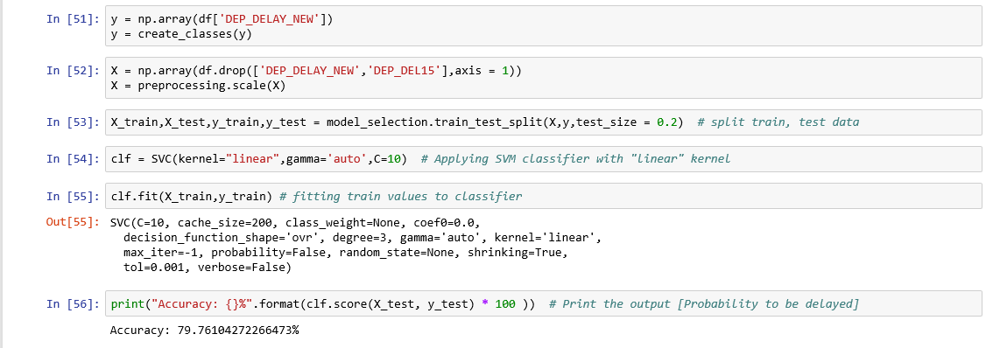 In [51]: y = np.array(df['DEP_DELAY_NEW'])
y = create_classes(y)
In [52]: X = np.array(df.drop(['DEP_DELAY_NEW','DEP_DEL15'],axis = 1))
X = preprocessing.scale(X)
In [53]: X_train,X_test,y_train,y_test = model_selection.train_test_split(X,y,test_size = 0.2)  # split train, test data
In [54]: clf = SVC(kernel="linear",gamma='auto',C=10)  # Applying SVM classifier with "linear" kernel
In [55]: clf.fit(X_train,y_train) # fitting train values to classifier
Out[55]: SVC(C=10, cache_size=200, class_weight=None, coef0=0.0,
decision_function_shape='ovr', degree=3, gamma='auto', kernel='linear',
max_iter=-1, probability=False, random_state=None, shrinking=True,
tol=0.001, verbose=False)
In [56]: print("Accuracy: {}%".format(clf.score(X_test, y_test) * 100 ))  # Print the output [Probability to be delayed]
Accuracy: 79.76104272266473%